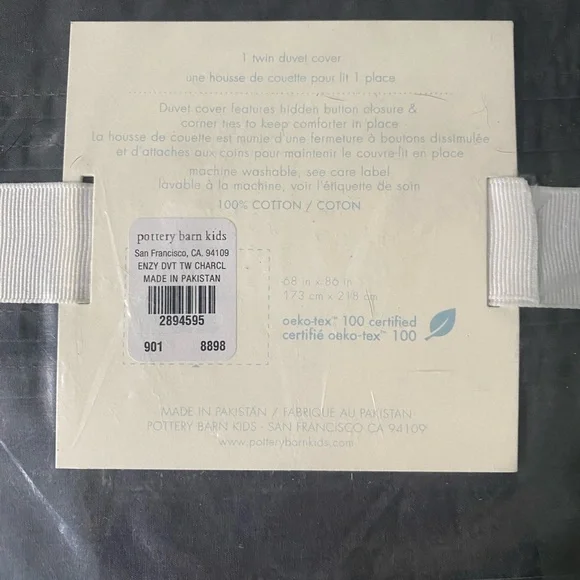 1 twin duvet cover
une housse de couette pour lit 1 place
Duvet cover features hidden button closure &
corner ties to keep comforter in place
La housse de couette est munie d'une fermeture à boutons dissimulée
et d'attaches aux coins pour maintenir le couvre-lit en place
machine washable, see care label
lavable à la machine, voir l'étiquette de soin
100% COTTON / COTON
pottery barn kids
San Francisco, CA. 94109
ENZY DVT TW CHARCL
MADE IN PAKISTAN
2894595
901 8898
68 in x 86 in
173 cm x 218 cm
oeko-tex™ 100 certified
certifié oeko-tex™ 100
MADE IN PAKISTAN / FABRIQUE AU PAKISTAN
POTTERY BARN KIDS - SAN FRANCISCO CA 94109
www.potterybarnkids.com